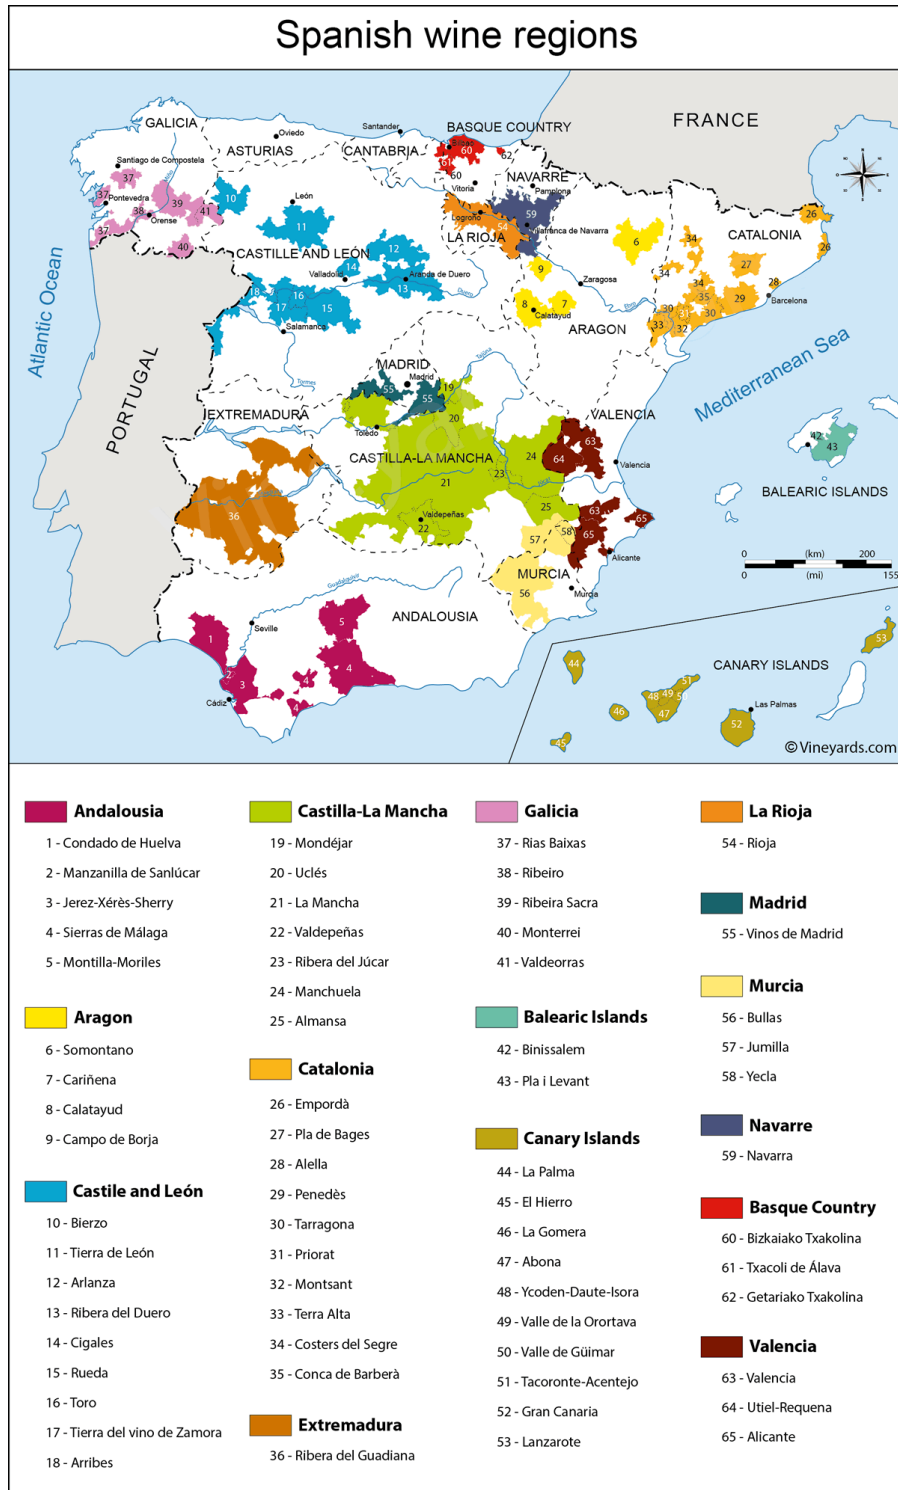 Spanish wine regions
FRANCE
GALICIA
ASTURIAS
CANTABRIA
BASQUE COUNTRY
NAVARRE
LA RIOJA
CATALONIA
CASTILLE AND LEÓN
ARAGON
MADRID
EXTREMADURA
CASTILLA-LA MANCHA
VALENCIA
BALEARIC ISLANDS
MURCIA
ANDALOUSIA
CANARY ISLANDS
PORTUGAL
Atlantic Ocean
Mediterranean Sea
Oviedo
Santander
Santiago de Compostela
Pontevedra
Orense
León
Vitoria
Pamplona
Logroño
Villafranca de Navarra
Valladolid
Aranda de Duero
Salamanca
Zaragosa
Calatayud
Barcelona
Madrid
Toledo
Valdepeñas
Valencia
Alicante
Murcia
Seville
Cádiz
Las Palmas
Duero
Tormes
Guadalquivir
0 (km) 200
0 (mi) 155
© Vineyards.com
Andalousia
1 - Condado de Huelva
2 - Manzanilla de Sanlúcar
3 - Jerez-Xérès-Sherry
4 - Sierras de Málaga
5 - Montilla-Moriles
Aragon
6 - Somontano
7 - Cariñena
8 - Calatayud
9 - Campo de Borja
Castile and León
10 - Bierzo
11 - Tierra de León
12 - Arlanza
13 - Ribera del Duero
14 - Cigales
15 - Rueda
16 - Toro
17 - Tierra del vino de Zamora
18 - Arribes
Castilla-La Mancha
19 - Mondéjar
20 - Uclés
21 - La Mancha
22 - Valdepeñas
23 - Ribera del Júcar
24 - Manchuela
25 - Almansa
Catalonia
26 - Empordà
27 - Pla de Bages
28 - Alella
29 - Penedès
30 - Tarragona
31 - Priorat
32 - Montsant
33 - Terra Alta
34 - Costers del Segre
35 - Conca de Barberà
Extremadura
36 - Ribera del Guadiana
Galicia
37 - Rias Baixas
38 - Ribeiro
39 - Ribeira Sacra
40 - Monterrei
41 - Valdeorras
Balearic Islands
42 - Binissalem
43 - Pla i Levant
Canary Islands
44 - La Palma
45 - El Hierro
46 - La Gomera
47 - Abona
48 - Ycoden-Daute-Isora
49 - Valle de la Orortava
50 - Valle de Güimar
51 - Tacoronte-Acentejo
52 - Gran Canaria
53 - Lanzarote
La Rioja
54 - Rioja
Madrid
55 - Vinos de Madrid
Murcia
56 - Bullas
57 - Jumilla
58 - Yecla
Navarre
59 - Navarra
Basque Country
60 - Bizkaiako Txakolina
61 - Txacoli de Álava
62 - Getariako Txakolina
Valencia
63 - Valencia
64 - Utiel-Requena
65 - Alicante